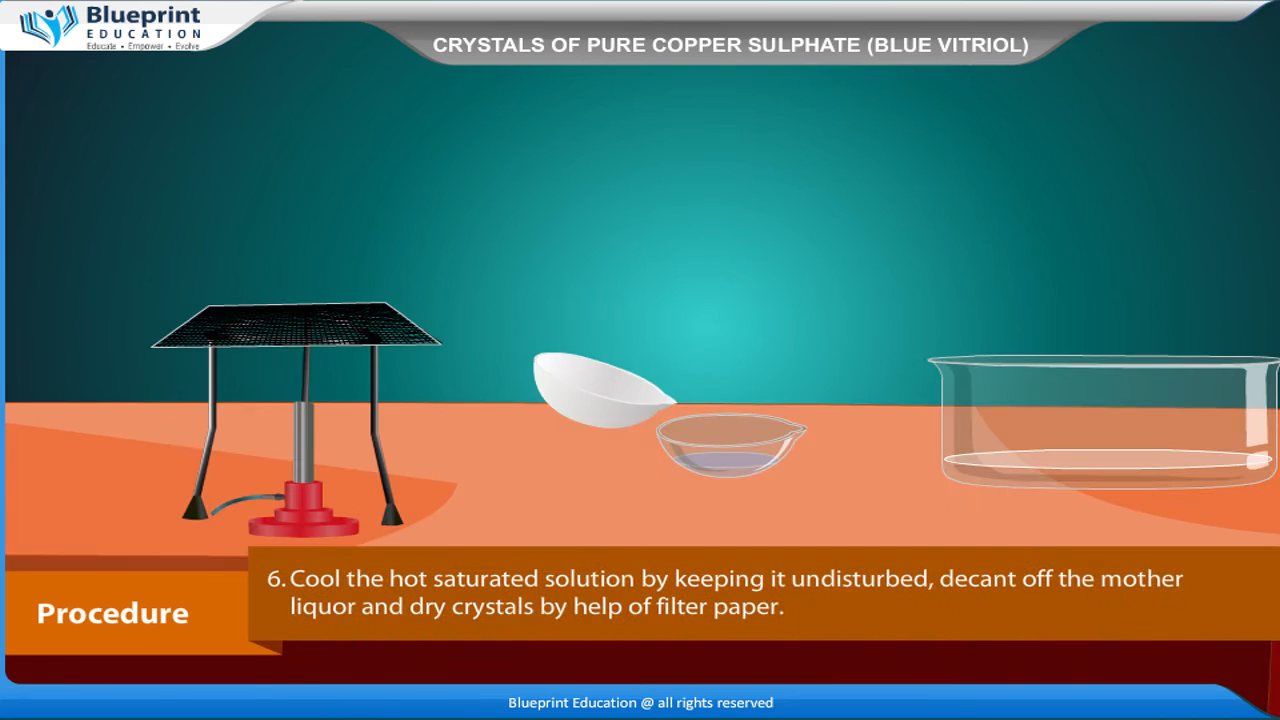 Blueprint
EDUCATION
Educate • Empower • Evolve
CRYSTALS OF PURE COPPER SULPHATE (BLUE VITRIOL)
Procedure
6. Cool the hot saturated solution by keeping it undisturbed, decant off the mother
liquor and dry crystals by help of filter paper.
Blueprint Education @ all rights reserved